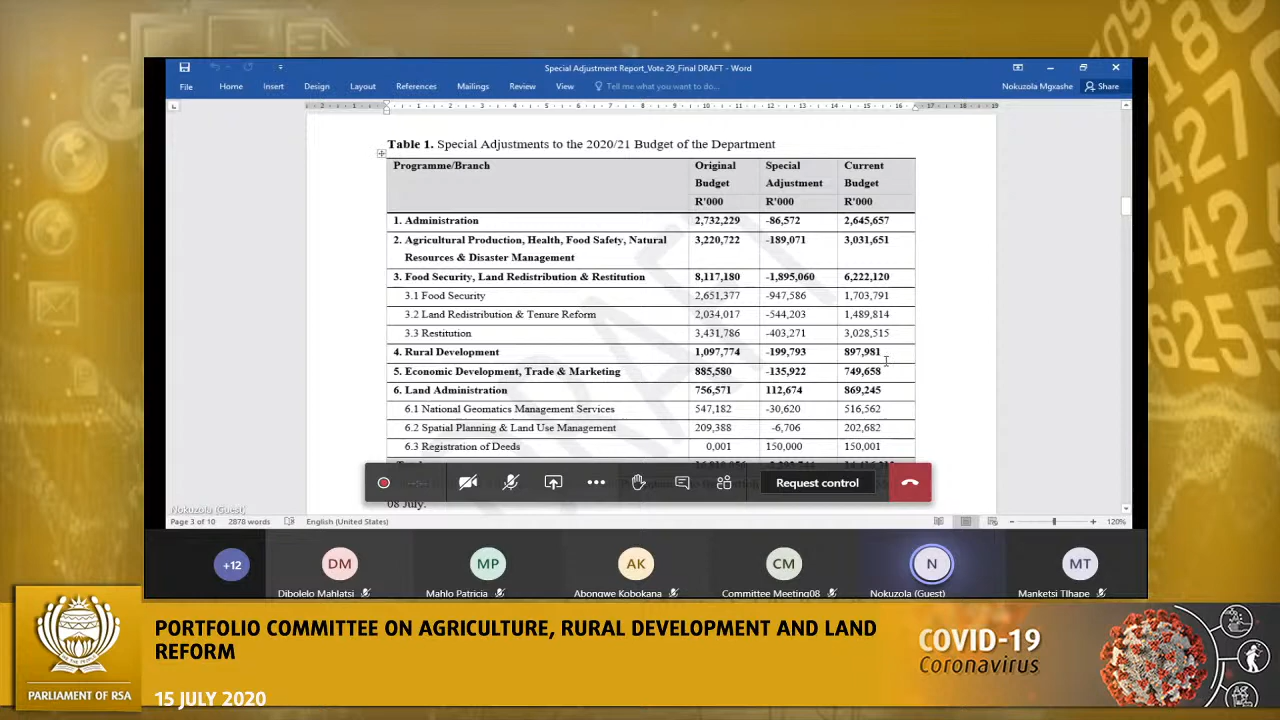 Special Adjustment Report_Vote 29_Final DRAFT - Word
Nokuzola Mgxashe
File Home Insert Design Layout References Mailings Review View Tell me what you want to do... Share
Table 1. Special Adjustments to the 2020/21 Budget of the Department
Programme/Branch Original Budget R'000 Special Adjustment R'000 Current Budget R'000
1. Administration 2,732,229 -86,572 2,645,657
2. Agricultural Production, Health, Food Safety, Natural 3,220,722 -189,071 3,031,651
Resources & Disaster Management
3. Food Security, Land Redistribution & Restitution 8,117,180 -1,895,060 6,222,120
3.1 Food Security 2,651,377 -947,586 1,703,791
3.2 Land Redistribution & Tenure Reform 2,034,017 -544,203 1,489,814
3.3 Restitution 3,431,786 -403,271 3,028,515
4. Rural Development 1,097,774 -199,793 897,981
5. Economic Development, Trade & Marketing 885,580 -135,922 749,658
6. Land Administration 756,571 112,674 869,245
6.1 National Geomatics Management Services 547,182 -30,620 516,562
6.2 Spatial Planning & Land Use Management 209,388 -6,706 202,682
6.3 Registration of Deeds 0,001 150,000 150,001
Request control
08 July.
Nokuzola (Guest)
Page 3 of 10 2878 words English (United States) 120%
+12 DM MP AK CM N MT
Dibolelo Mahlatsi Mahlo Patricia Abongwe Kobokana Committee Meeting08 Nokuzola (Guest) Manketsi Tlhape
PORTFOLIO COMMITTEE ON AGRICULTURE, RURAL DEVELOPMENT AND LAND
REFORM
15 JULY 2020
PARLIAMENT OF RSA
COVID-19
Coronavirus